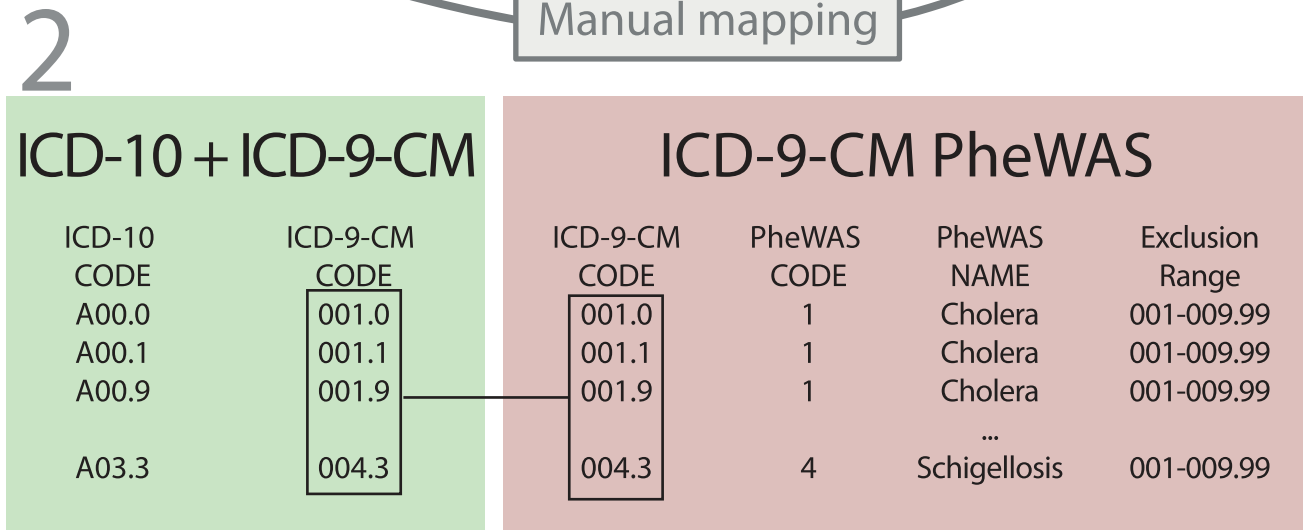 Manual mapping
2
ICD-10 + ICD-9-CM
ICD-9-CM PheWAS
ICD-10 ICD-9-CM ICD-9-CM PheWAS PheWAS Exclusion
CODE CODE CODE CODE NAME Range
A00.0 001.0 001.0 1 Cholera 001-009.99
A00.1 001.1 001.1 1 Cholera 001-009.99
A00.9 001.9 001.9 1 Cholera 001-009.99
...
A03.3 004.3 004.3 4 Schigellosis 001-009.99